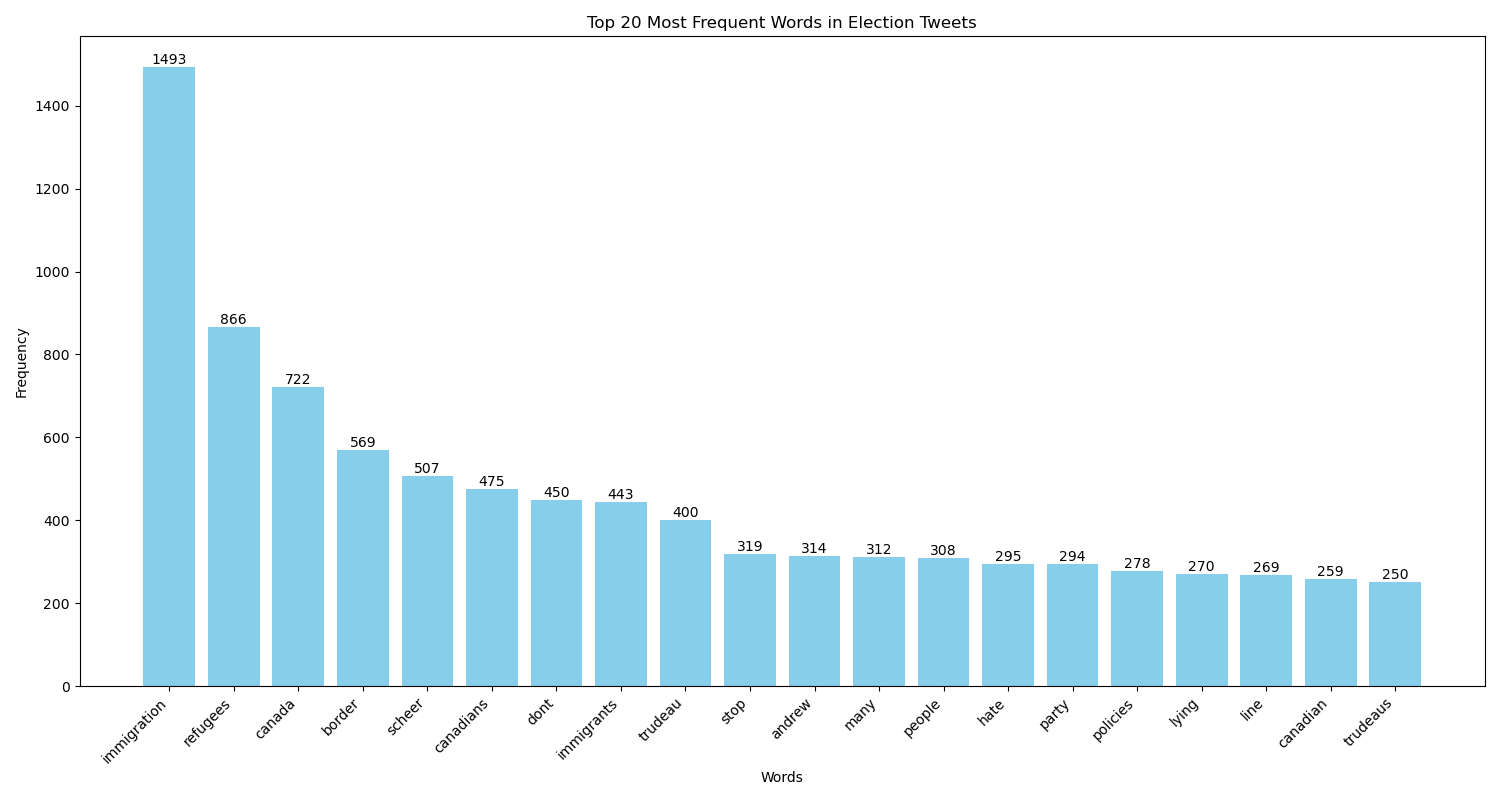 Top 20 Most Frequent Words in Election Tweets
Frequency
1400
1200
1000
800
600
400
200
0
1493
866
722
569
507
475
450
443
400
319
314
312
308
295
294
278
270
269
259
250
immigration
refugees
canada
border
scheer
canadians
dont
immigrants
trudeau
stop
andrew
many
people
hate
party
policies
lying
line
canadian
trudeaus
Words